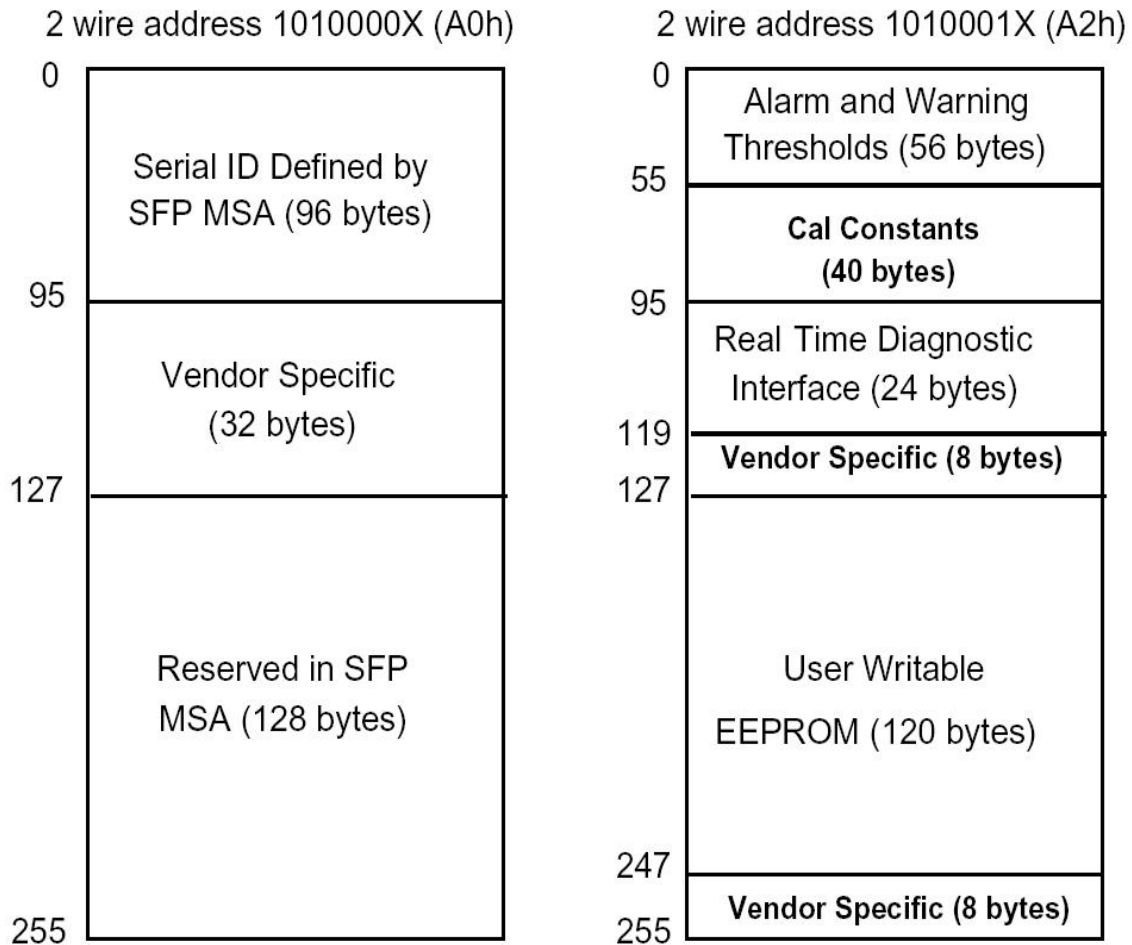 2 wire address 1010000X (A0h)
0
Serial ID Defined by
SFP MSA (96 bytes)
95
Vendor Specific
(32 bytes)
127
Reserved in SFP
MSA (128 bytes)
255
2 wire address 1010001X (A2h)
0
Alarm and Warning
Thresholds (56 bytes)
55
Cal Constants
(40 bytes)
95
Real Time Diagnostic
Interface (24 bytes)
119
Vendor Specific (8 bytes)
127
User Writable
EEPROM (120 bytes)
247
Vendor Specific (8 bytes)
255